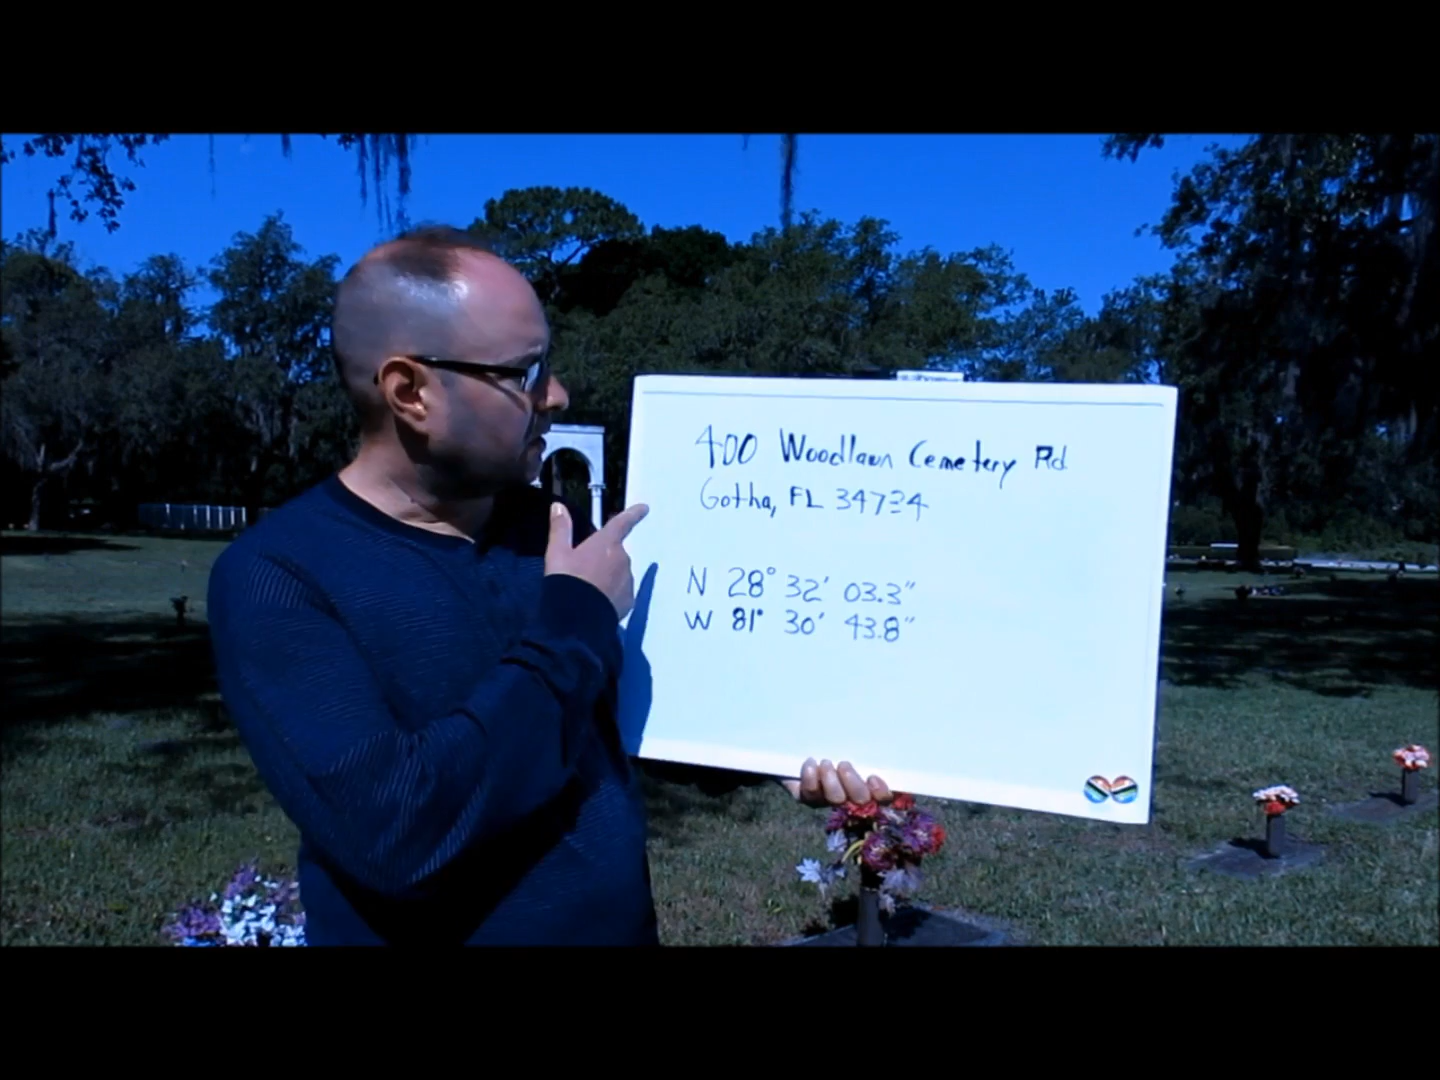 400 Woodlawn Cemetery Rd
Gotha, FL 34734
N 28° 32' 03.3"
W 81° 30' 43.8"